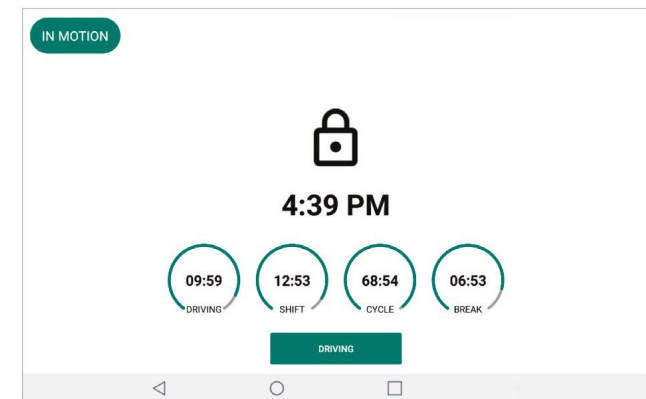 IN MOTION
4:39 PM
09:59 12:53 68:54 06:53
DRIVING SHIFT CYCLE BREAK
DRIVING